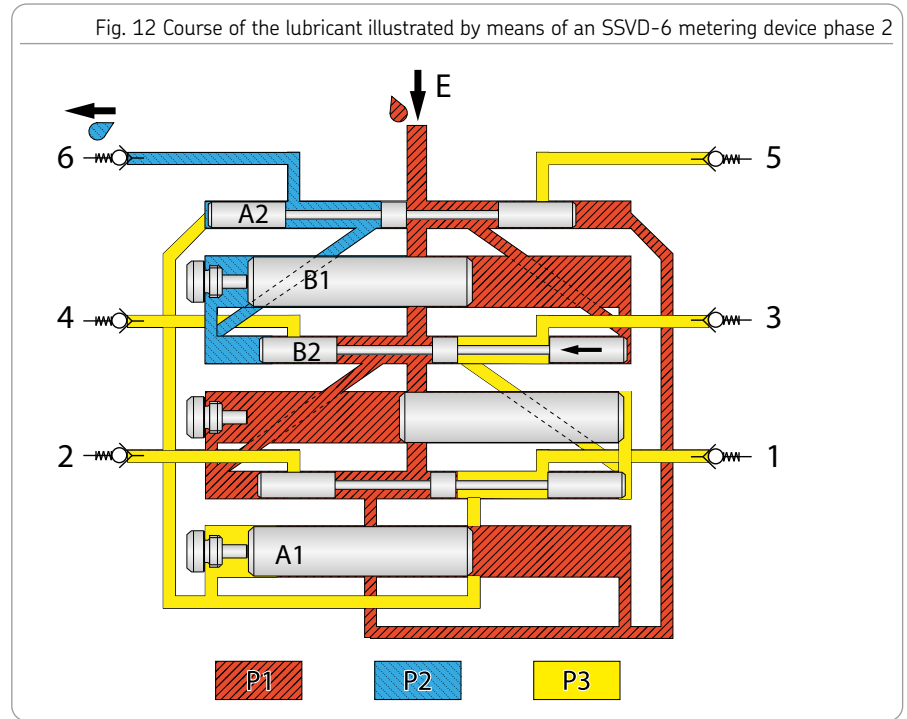 Fig. 12 Course of the lubricant illustrated by means of an SSVD-6 metering device phase 2
E
6
5
A2
B1
4
3
B2
2
1
A1
P1 P2 P3